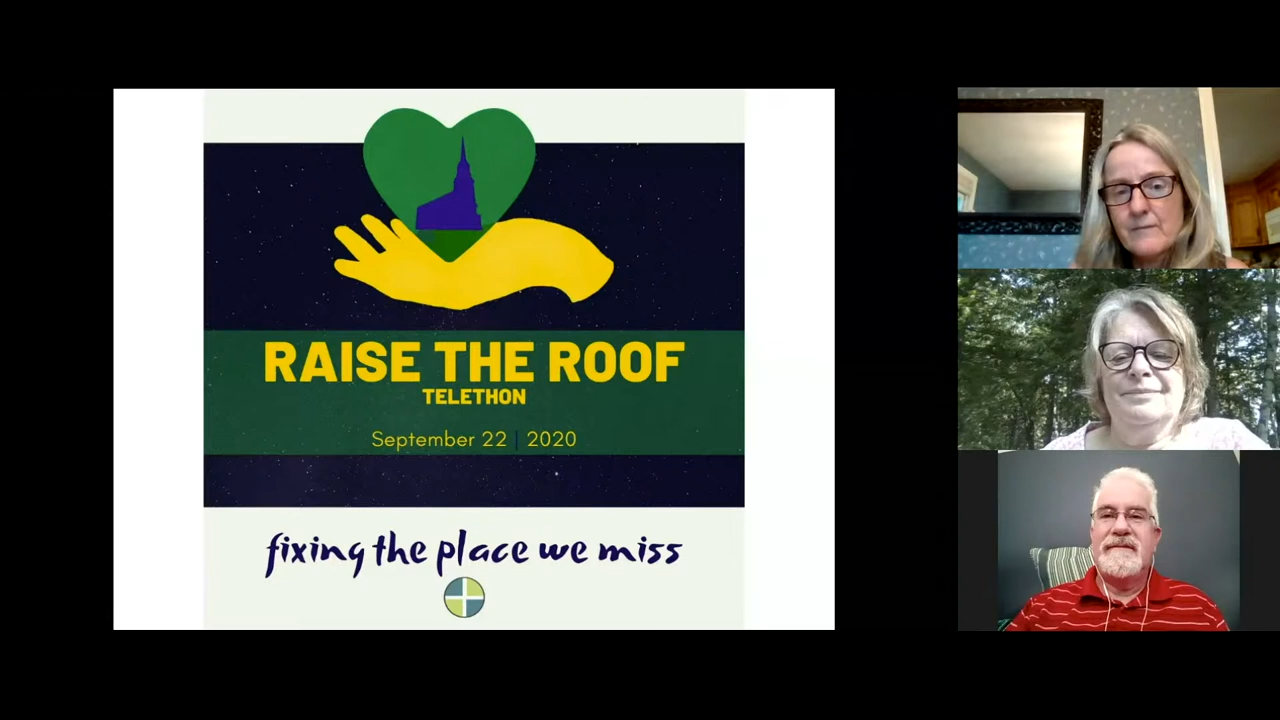 RAISE THE ROOF
TELETHON
September 22 | 2020
fixing the place we miss